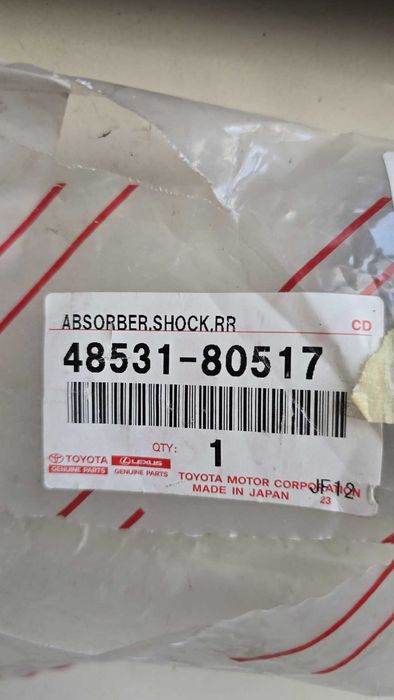 ABSORBER,SHOCK,RR CD
48531-80517
QTY: 1
TOYOTA LEXUS
GENUINE PARTS GENUINE PARTS
TOYOTA MOTOR CORPORATION
MADE IN JAPAN JF12
23